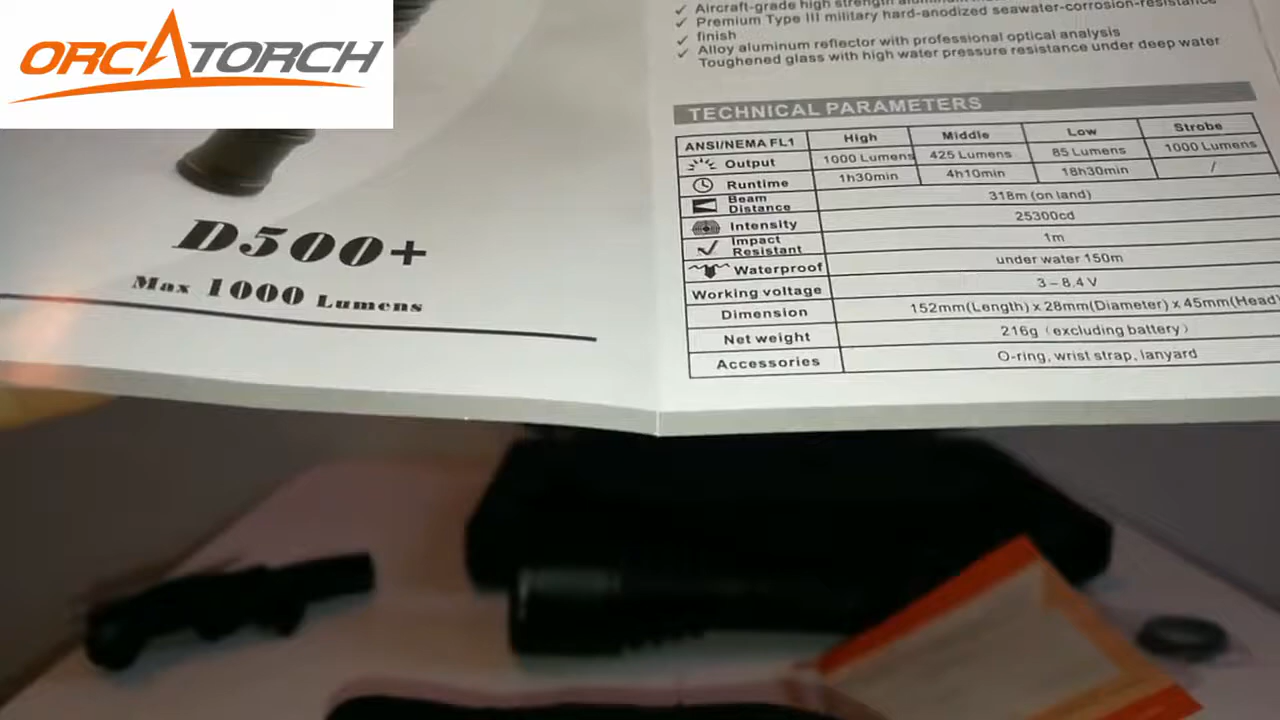 ORCATORCH
D500+
Max 1000 Lumens
Aircraft-grade high strength
Premium Type III military hard-anodized seawater-corrosion-resistance
finish
Alloy aluminum reflector with professional optical analysis
Toughened glass with high water pressure resistance under deep water
TECHNICAL PARAMETERS
ANSI/NEMA FL1 High Middle Low Strobe
Output 1000 Lumens 425 Lumens 85 Lumens 1000 Lumens
Runtime 1h30min 4h10min 18h30min /
Beam Distance 318m (on land)
Intensity 25300cd
Impact Resistant 1m
Waterproof under water 150m
Working voltage 3–8.4 V
Dimension 152mm(Length) x 28mm(Diameter) x 45mm(Head)
Net weight 216g (excluding battery)
Accessories O-ring, wrist strap, lanyard